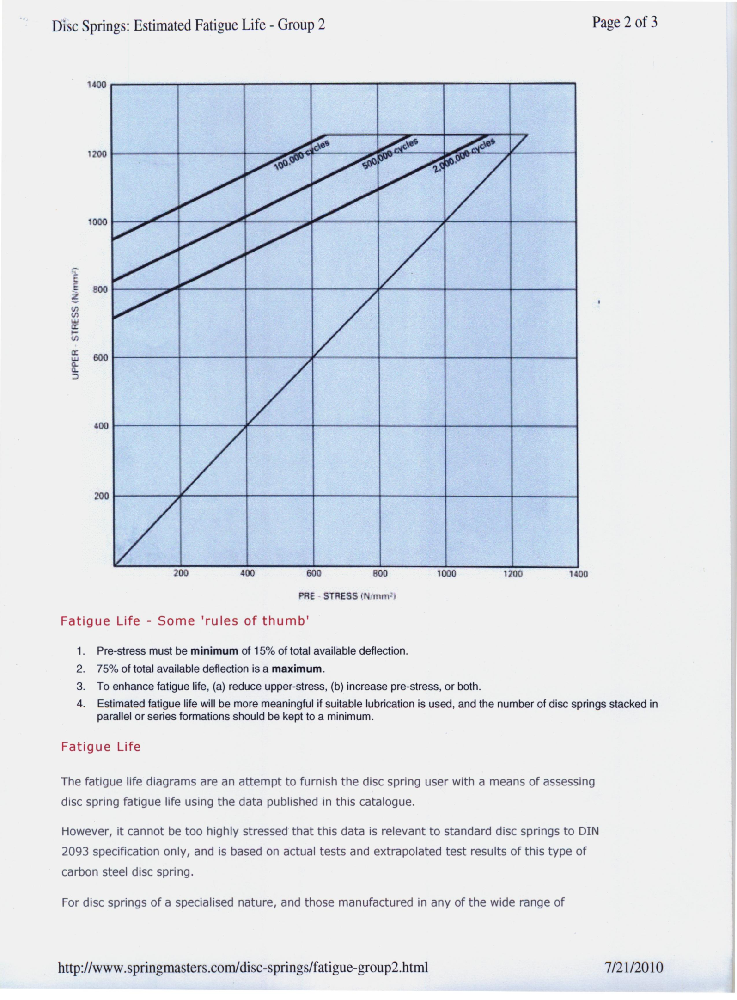 Disc Springs: Estimated Fatigue Life - Group 2
Page 2 of 3
1400
1200
1000
800
600
400
200
UPPER - STRESS (N/mm²)
100,000 cycles
500,000 cycles
2,000,000 cycles
200 400 600 800 1000 1200 1400
PRE - STRESS (N/mm²)
Fatigue Life - Some 'rules of thumb'
1. Pre-stress must be minimum of 15% of total available deflection.
2. 75% of total available deflection is a maximum.
3. To enhance fatigue life, (a) reduce upper-stress, (b) increase pre-stress, or both.
4. Estimated fatigue life will be more meaningful if suitable lubrication is used, and the number of disc springs stacked in
parallel or series formations should be kept to a minimum.
Fatigue Life
The fatigue life diagrams are an attempt to furnish the disc spring user with a means of assessing
disc spring fatigue life using the data published in this catalogue.
However, it cannot be too highly stressed that this data is relevant to standard disc springs to DIN
2093 specification only, and is based on actual tests and extrapolated test results of this type of
carbon steel disc spring.
For disc springs of a specialised nature, and those manufactured in any of the wide range of
http://www.springmasters.com/disc-springs/fatigue-group2.html
7/21/2010